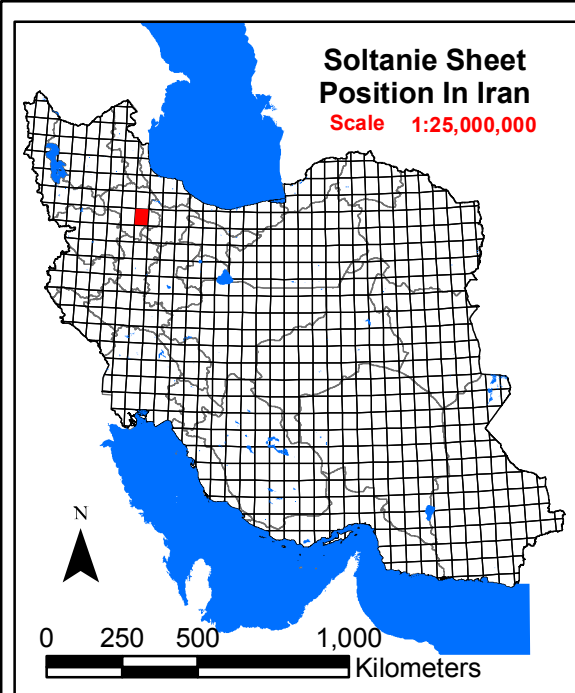 Soltanie Sheet
Position In Iran
Scale 1:25,000,000
N
0 250 500 1,000
Kilometers